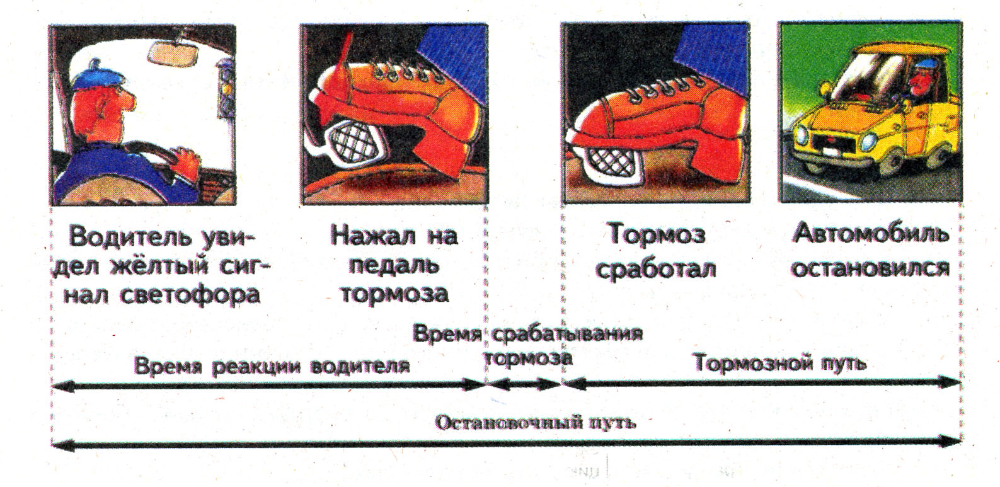 Водитель уви-
дел жёлтый сиг-
нал светофора
Нажал на
педаль
тормоза
Тормоз
сработал
Автомобиль
остановился
Время срабатывания
тормоза
Время реакции водителя
Тормозной путь
Остановочный путь